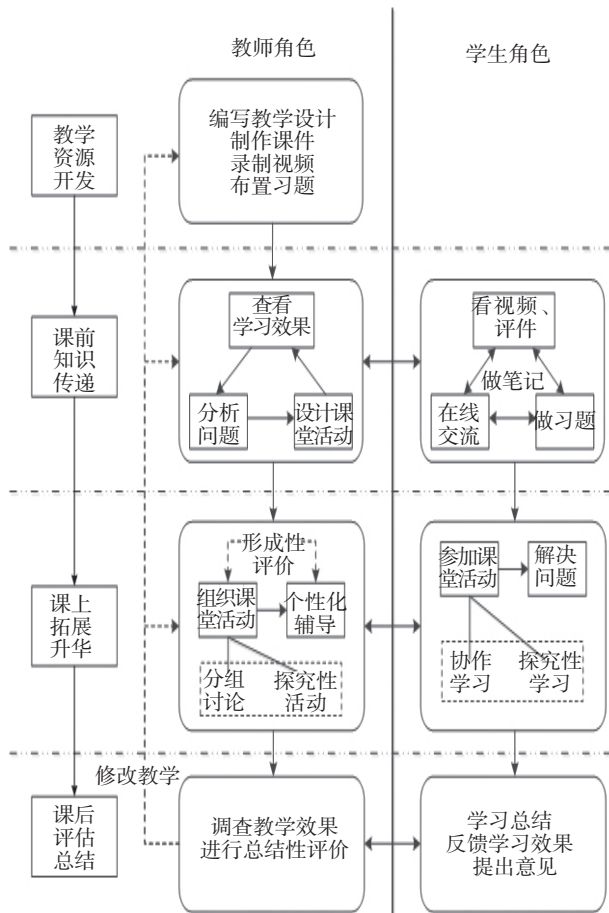 教师角色
学生角色
教学
资源
开发
编写教学设计
制作课件
录制视频
布置习题
课前
知识
传递
查看
学习效果
分析
问题
设计课
堂活动
看视频、
评件
做笔记
在线
交流
做习题
课上
拓展
升华
形成性
评价
组织课
堂活动
个性化
辅导
分组
讨论
探究性
活动
参加课
堂活动
解决
问题
协作
学习
探究性
学习
修改教学
课后
评估
总结
调查教学效果
进行总结性评价
学习总结
反馈学习效果
提出意见